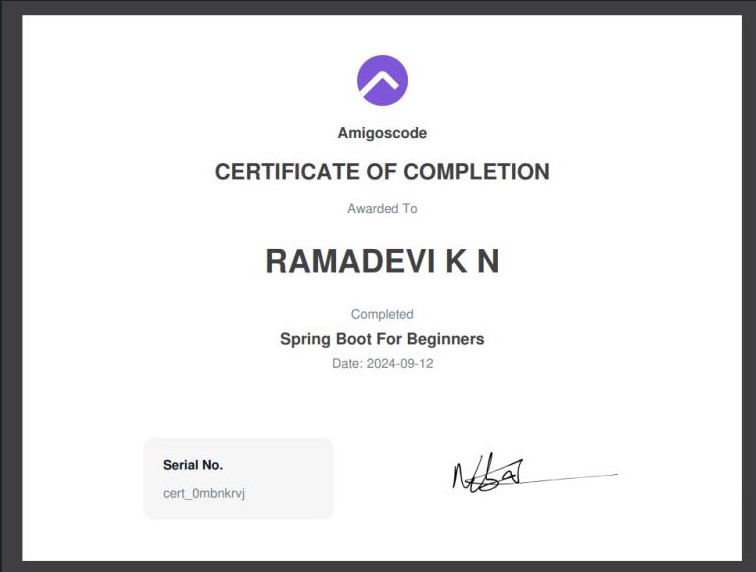 Amigoscode
CERTIFICATE OF COMPLETION
Awarded To
RAMADEVI K N
Completed
Spring Boot For Beginners
Date: 2024-09-12
Serial No.
cert_0mbnkrvj